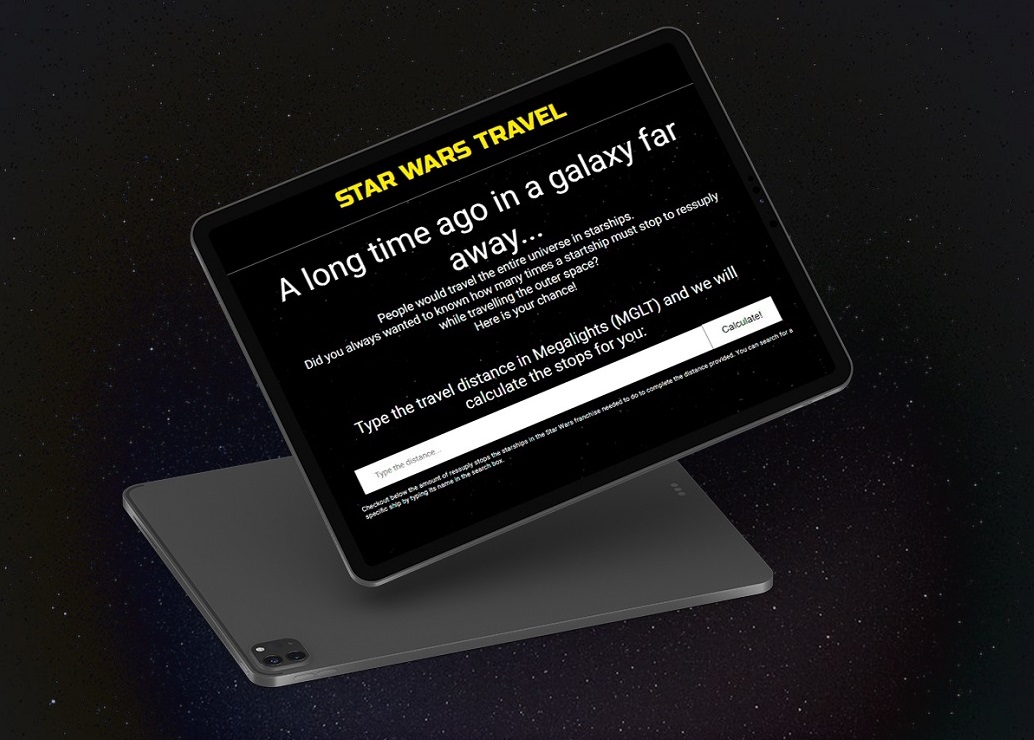 STAR WARS TRAVEL
A long time ago in a galaxy far
away...
People would travel the entire universe in starships.
Did you always wanted to known how many times a startship must stop to ressuply
while travelling the outer space?
Here is your chance!
Type the travel distance in Megalights (MGLT) and we will
calculate the stops for you:
Type the distance...
Calculate!
Checkout below the amount of ressuply stops the starships in the Star Wars franchise needed to do to complete the distance provided. You can search for a
specific ship by typing its name in the search box.